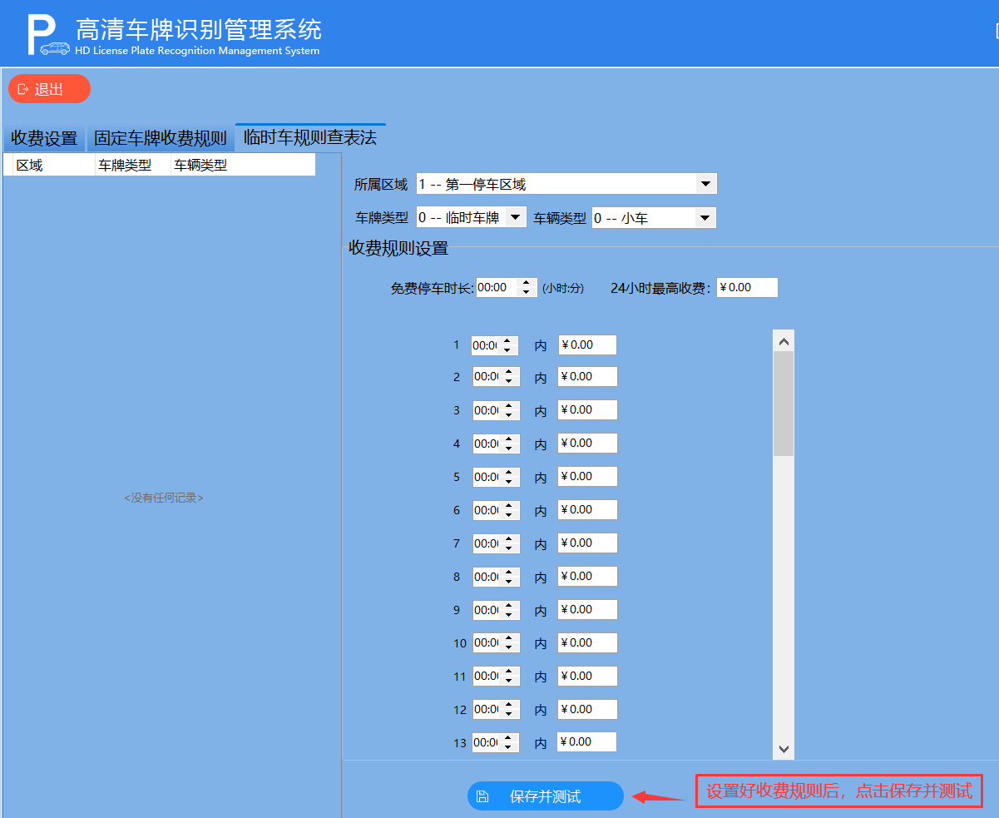 P
高清车牌识别管理系统
HD License Plate Recognition Management System
退出
收费设置 固定车牌收费规则 临时车规则查表法
区域 车牌类型 车辆类型
<没有任何记录>
所属区域 1 -- 第一停车区域
车牌类型 0 -- 临时车牌 车辆类型 0 -- 小车
收费规则设置
免费停车时长: 00:00 (小时:分) 24小时最高收费: ￥0.00
1 00:0 内 ￥0.00
2 00:0 内 ￥0.00
3 00:0 内 ￥0.00
4 00:0 内 ￥0.00
5 00:0 内 ￥0.00
6 00:0 内 ￥0.00
7 00:0 内 ￥0.00
8 00:0 内 ￥0.00
9 00:0 内 ￥0.00
10 00:0 内 ￥0.00
11 00:0 内 ￥0.00
12 00:0 内 ￥0.00
13 00:0 内 ￥0.00
保存并测试 设置好收费规则后，点击保存并测试